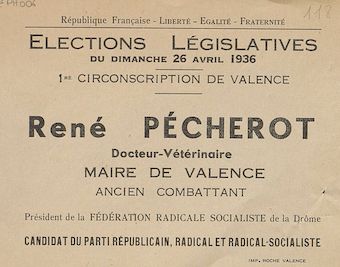 PH006
118
République Française - LIBERTÉ - EGALITÉ - FRATERNITÉ
ELECTIONS LÉGISLATIVES
DU DIMANCHE 26 AVRIL 1936
1RE CIRCONSCRIPTION DE VALENCE
René PÉCHEROT
Docteur-Vétérinaire
MAIRE DE VALENCE
ANCIEN COMBATTANT
Président de la FÉDÉRATION RADICALE SOCIALISTE de la Drôme
CANDIDAT DU PARTI RÉPUBLICAIN, RADICAL ET RADICAL-SOCIALISTE
IMP. ROCHE VALENCE